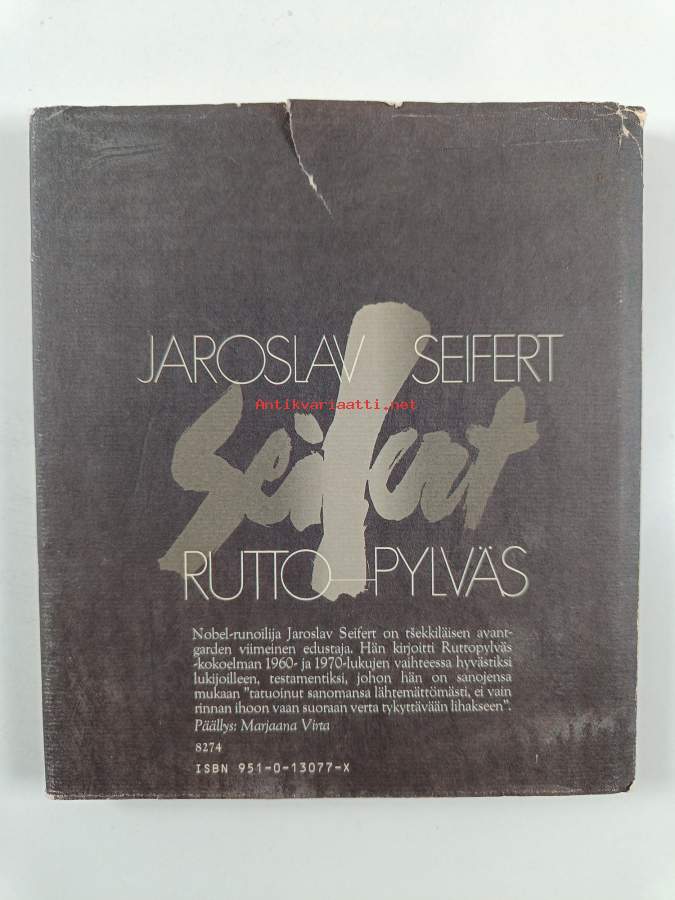 JAROSLAV SEIFERT
Antikvariaatti.net
Seifert
RUTTO—PYLVÄS
Nobel-runoilija Jaroslav Seifert on tšekkiläisen avant-
garden viimeinen edustaja. Hän kirjoitti Ruttopylväs
-kokoelman 1960- ja 1970-lukujen vaihteessa hyvästiksi
lukijoilleen, testamentiksi, johon hän on sanojensa
mukaan "tatuoinut sanomansa lähtemättömästi, ei vain
rinnan ihoon vaan suoraan verta tykyttävään lihakseen".
Päällys: Marjaana Virta
8274
ISBN 951-0-13077-X